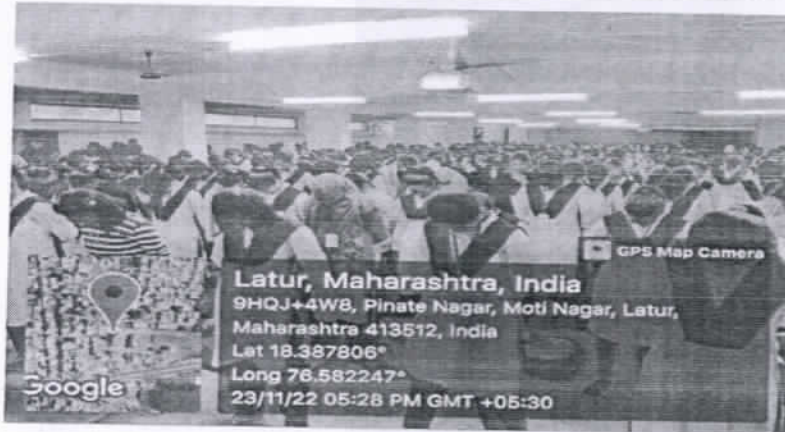 GPS Map Camera
Latur, Maharashtra, India
9HQJ+4W8, Pinate Nagar, Moti Nagar, Latur,
Maharashtra 413512, India
Lat 18.387806°
Long 76.582247°
23/11/22 05:28 PM GMT +05:30
Google